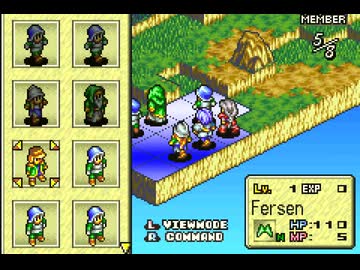 MEMBER
5/8
L VIEWMODE
R COMMAND
Lv. 1 EXP 0
Fersen
HP:110
N MP: 5